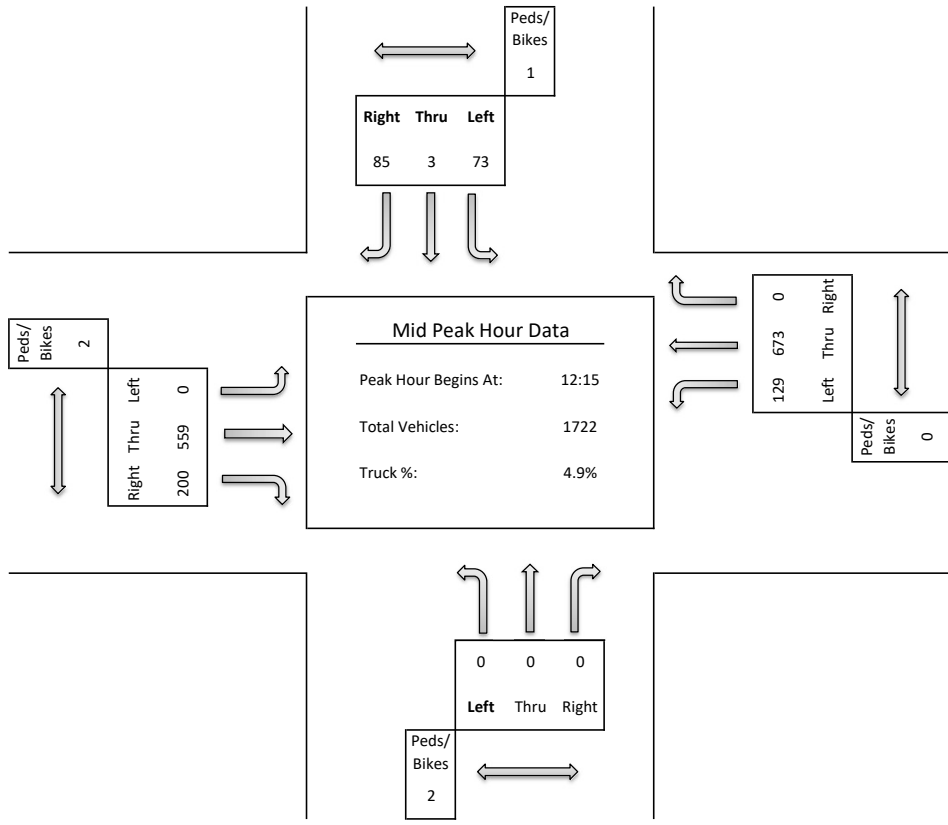 Peds/
Bikes
1
Right Thru Left
85 3 73
Peds/
Bikes
2
Left 0
Thru 559
Right 200
Mid Peak Hour Data
Peak Hour Begins At: 12:15
Total Vehicles: 1722
Truck %: 4.9%
0 Right
673 Thru
129 Left
Peds/
Bikes
0
0 0 0
Left Thru Right
Peds/
Bikes
2